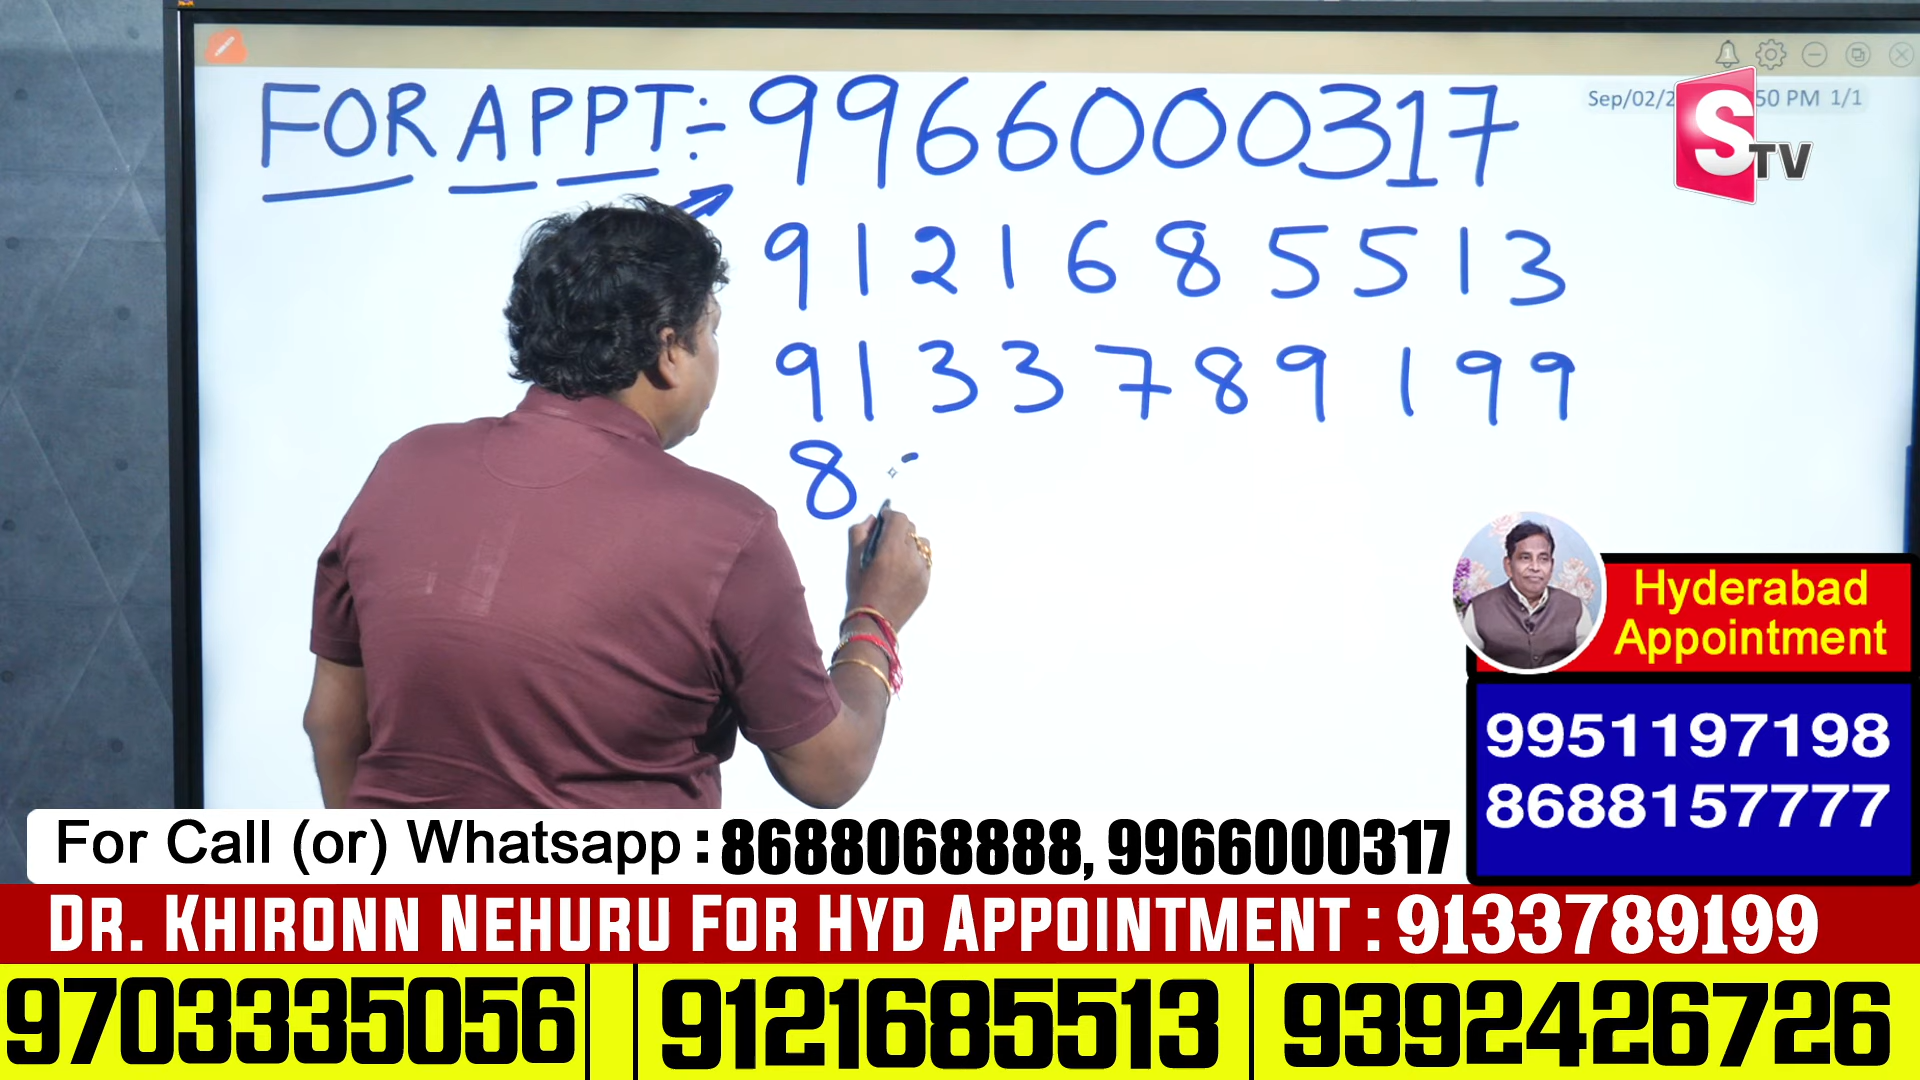 FOR APPT:- 9966000317
Sep/02/2 50 PM 1/1
STV
9121685513
9133789199
8
Hyderabad
Appointment
9951197198
8688157777
For Call (or) Whatsapp : 8688068888, 9966000317
DR. KHIRONN NEHURU FOR HYD APPOINTMENT : 9133789199
9703335056 9121685513 9392426726